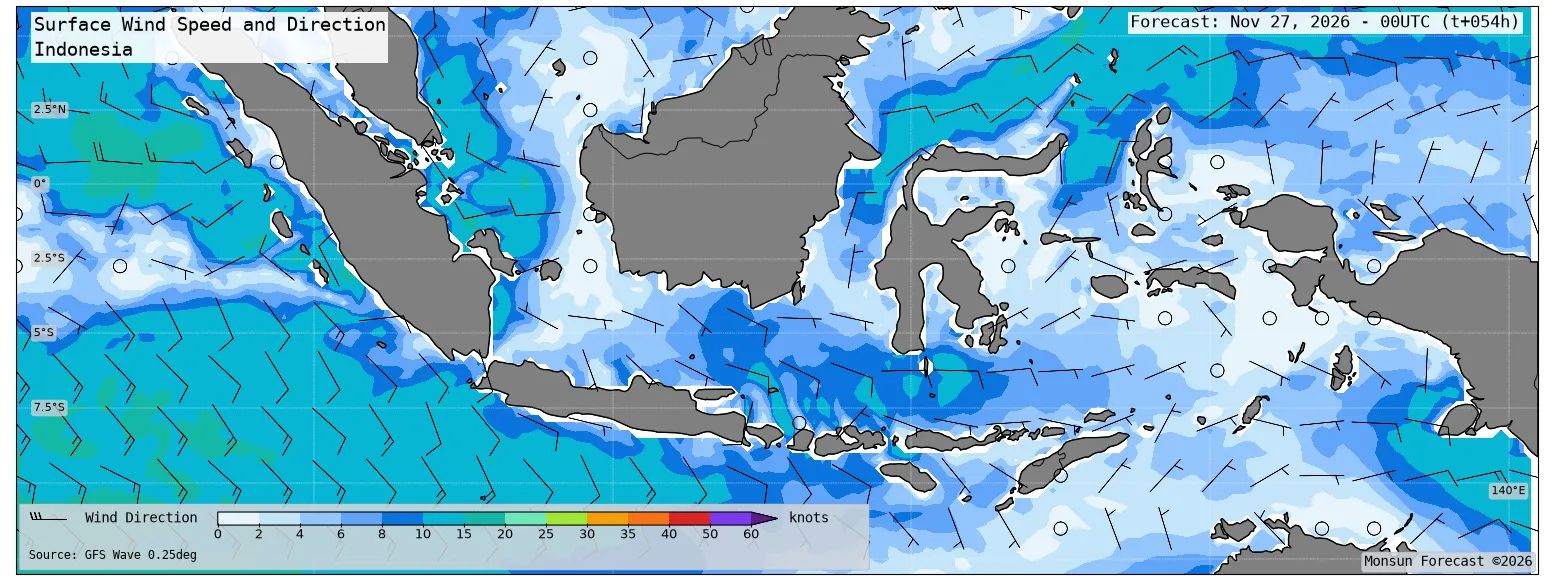 Surface Wind Speed and Direction
Indonesia
Forecast: Nov 27, 2026 - 00UTC (t+054h)
2.5°N
0°
2.5°S
5°S
7.5°S
140°E
Wind Direction
0 2 4 6 8 10 15 20 25 30 35 40 50 60
knots
Source: GFS Wave 0.25deg
Monsun Forecast ©2026